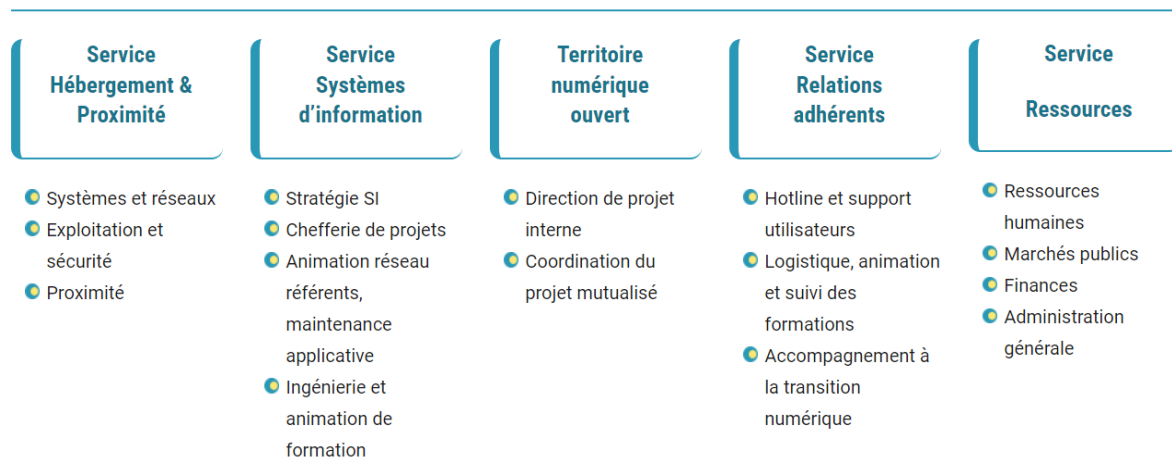 Service
Hébergement &
Proximité
Systèmes et réseaux
Exploitation et
sécurité
Proximité
Service
Systèmes
d’information
Stratégie SI
Chefferie de projets
Animation réseau
référents,
maintenance
applicative
Ingénierie et
animation de
formation
Territoire
numérique
ouvert
Direction de projet
interne
Coordination du
projet mutualisé
Service
Relations
adhérents
Hotline et support
utilisateurs
Logistique, animation
et suivi des
formations
Accompagnement à
la transition
numérique
Service
Ressources
Ressources
humaines
Marchés publics
Finances
Administration
générale